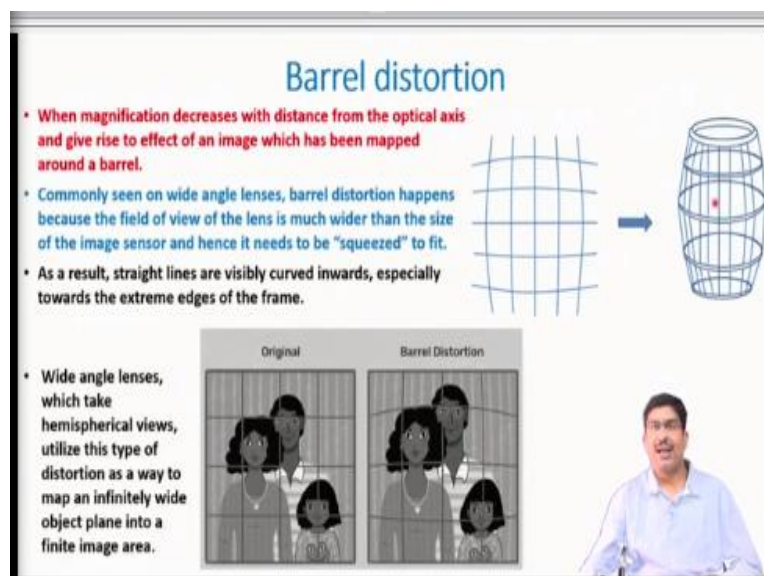 Barrel distortion
• When magnification decreases with distance from the optical axis
and give rise to effect of an image which has been mapped
around a barrel.
• Commonly seen on wide angle lenses, barrel distortion happens
because the field of view of the lens is much wider than the size
of the image sensor and hence it needs to be “squeezed” to fit.
• As a result, straight lines are visibly curved inwards, especially
towards the extreme edges of the frame.
Original
Barrel Distortion
• Wide angle lenses,
which take
hemispherical views,
utilize this type of
distortion as a way to
map an infinitely wide
object plane into a
finite image area.